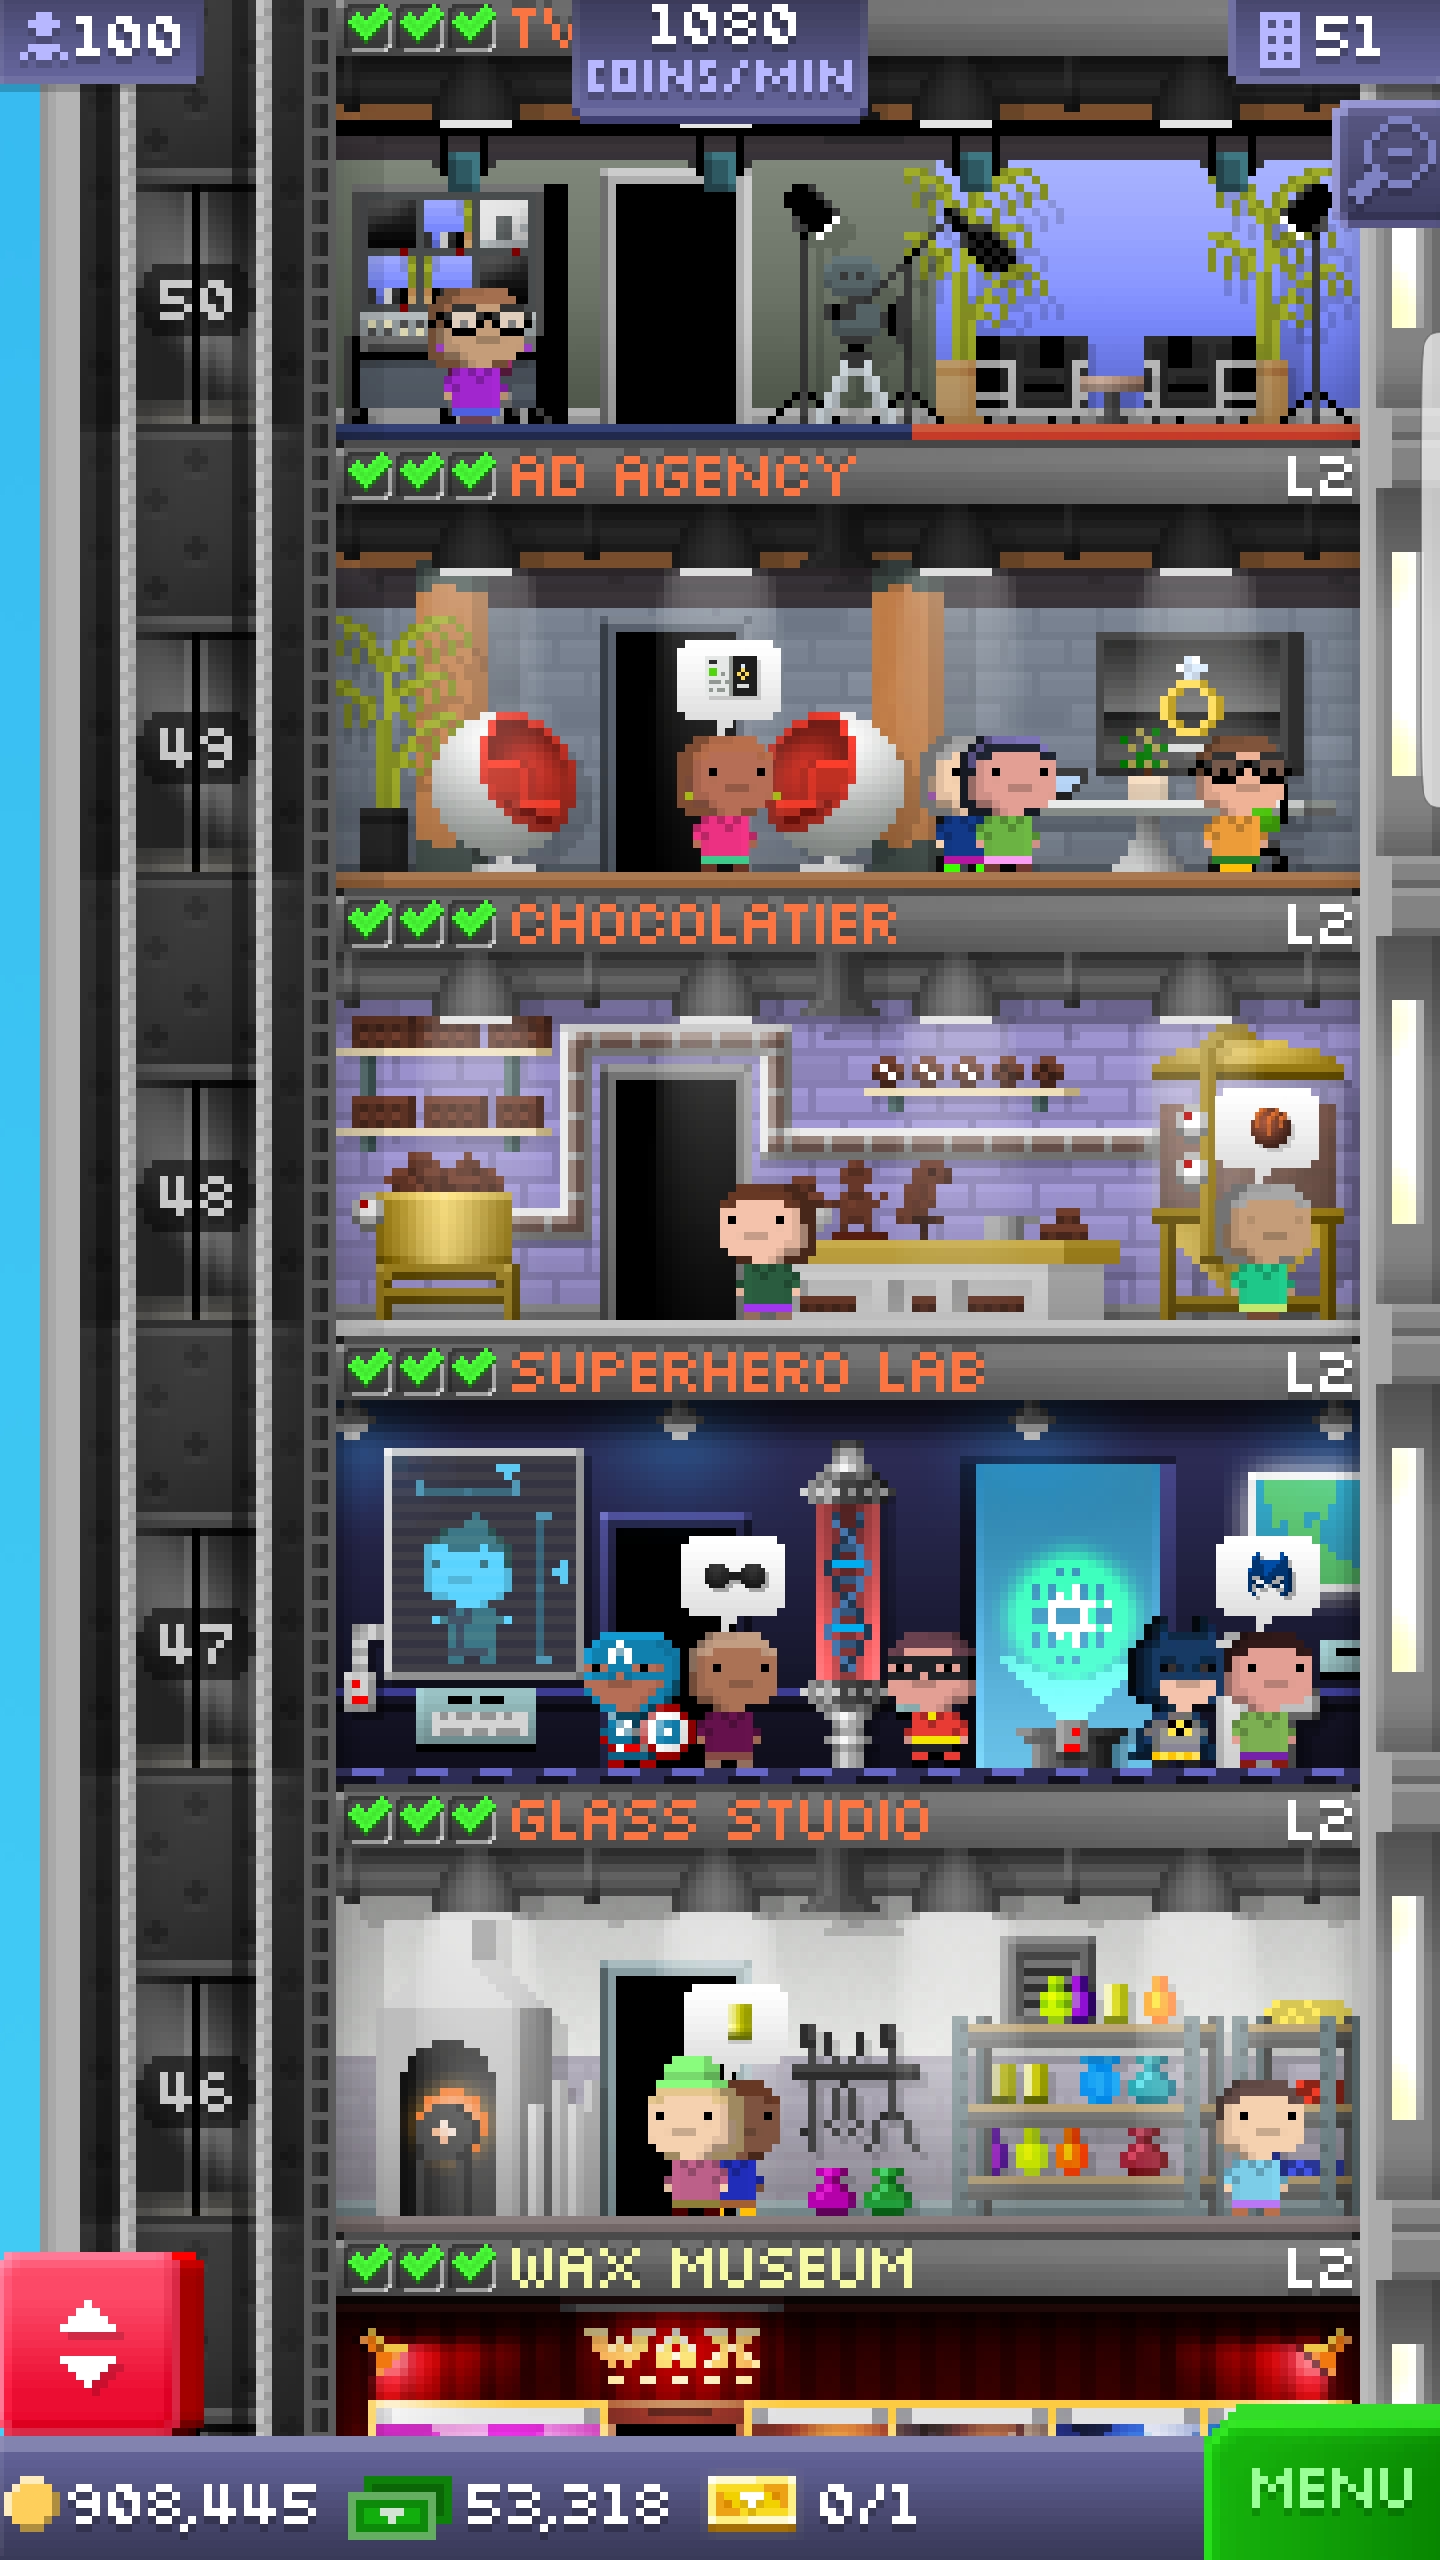 100
TV
1080
COINS/MIN
51
50
AD AGENCY L2
49
CHOCOLATIER L2
48
SUPERHERO LAB L2
47
GLASS STUDIO L2
46
WAX MUSEUM L2
WAX
908,445 53,318 0/1
MENU